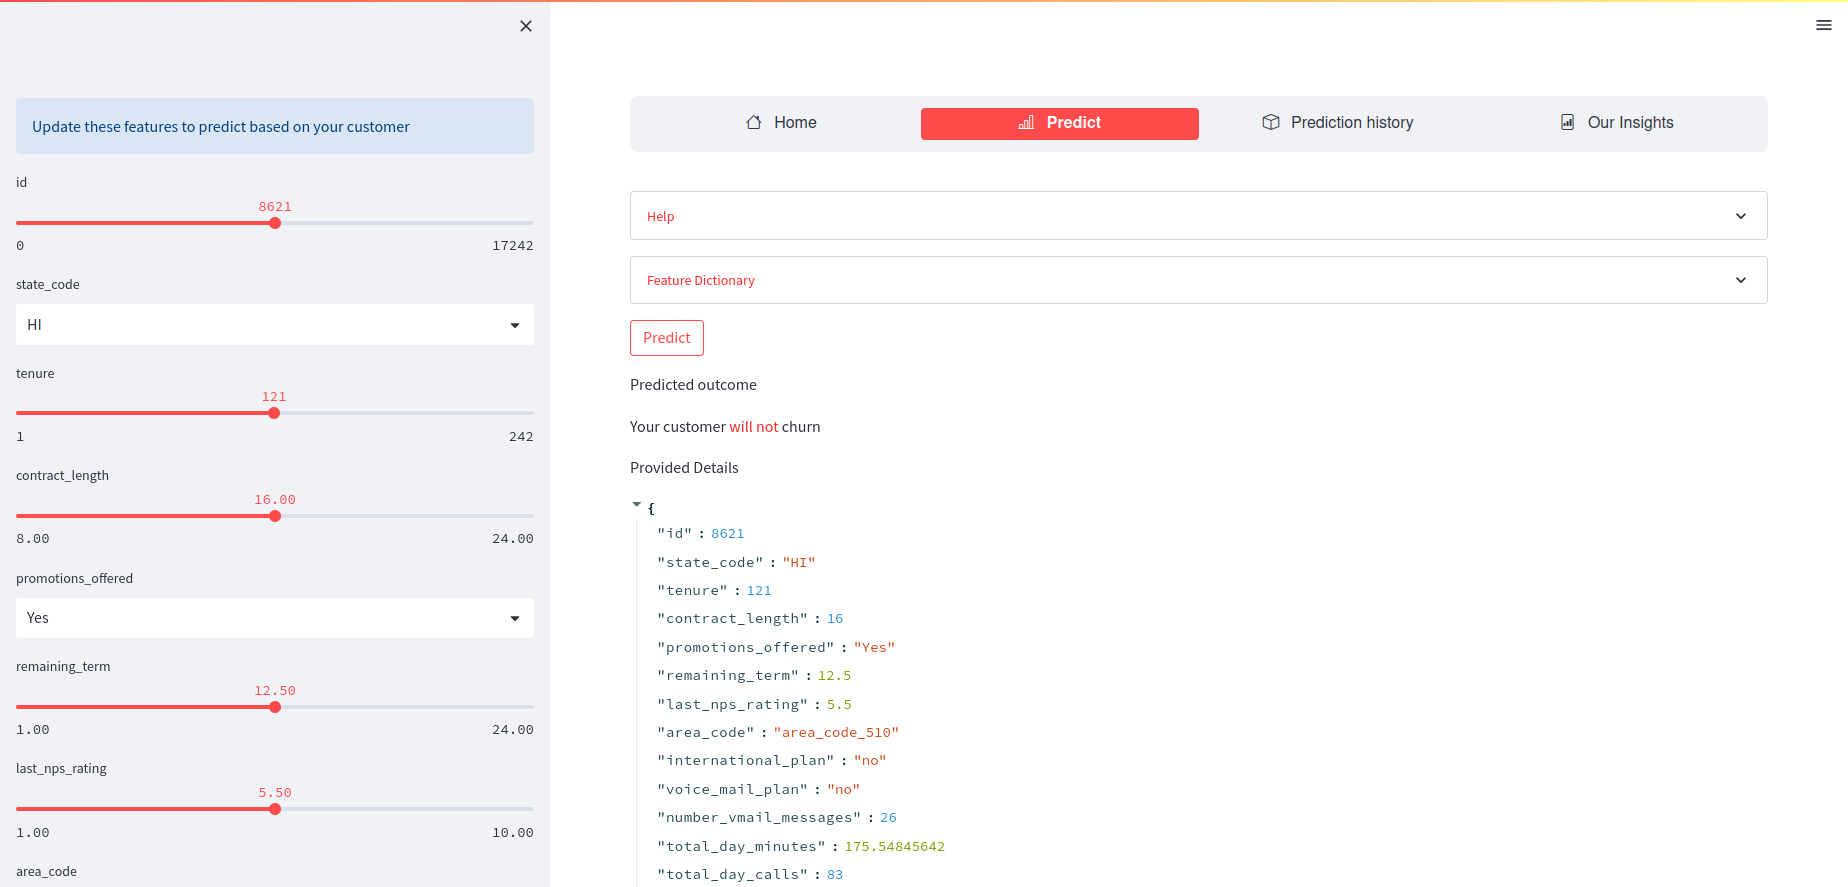 Update these features to predict based on your customer
id
8621
0 17242
state_code
HI
tenure
121
1 242
contract_length
16.00
8.00 24.00
promotions_offered
Yes
remaining_term
12.50
1.00 24.00
last_nps_rating
5.50
1.00 10.00
area_code
Home Predict Prediction history Our Insights
Help
Feature Dictionary
Predict
Predicted outcome
Your customer will not churn
Provided Details
{
"id" : 8621
"state_code" : "HI"
"tenure" : 121
"contract_length" : 16
"promotions_offered" : "Yes"
"remaining_term" : 12.5
"last_nps_rating" : 5.5
"area_code" : "area_code_510"
"international_plan" : "no"
"voice_mail_plan" : "no"
"number_vmail_messages" : 26
"total_day_minutes" : 175.54845642
"total_day_calls" : 83